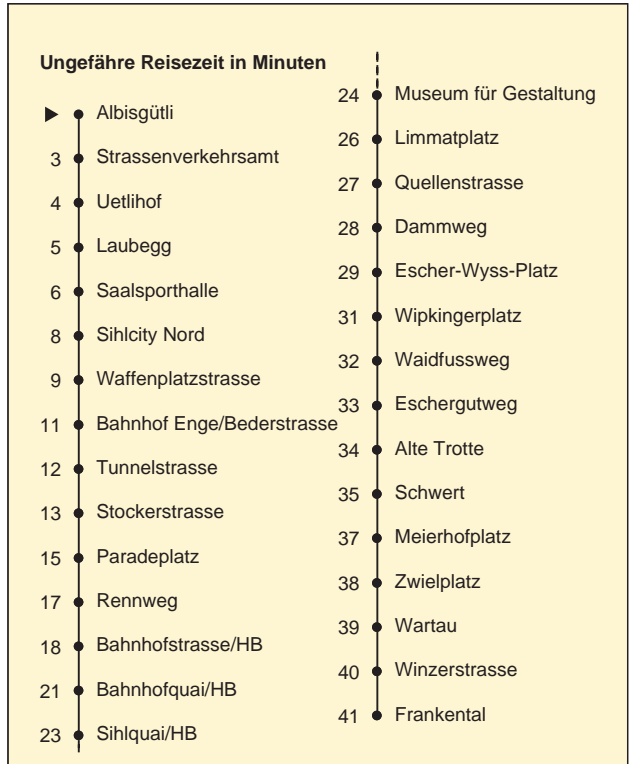 Ungefähre Reisezeit in Minuten
Albisgütli
3 Strassenverkehrsamt
4 Uetlihof
5 Laubegg
6 Saalsporthalle
8 Sihlcity Nord
9 Waffenplatzstrasse
11 Bahnhof Enge/Bederstrasse
12 Tunnelstrasse
13 Stockerstrasse
15 Paradeplatz
17 Rennweg
18 Bahnhofstrasse/HB
21 Bahnhofquai/HB
23 Sihlquai/HB
24 Museum für Gestaltung
26 Limmatplatz
27 Quellenstrasse
28 Dammweg
29 Escher-Wyss-Platz
31 Wipkingerplatz
32 Waidfussweg
33 Eschergutweg
34 Alte Trotte
35 Schwert
37 Meierhofplatz
38 Zwielplatz
39 Wartau
40 Winzerstrasse
41 Frankental